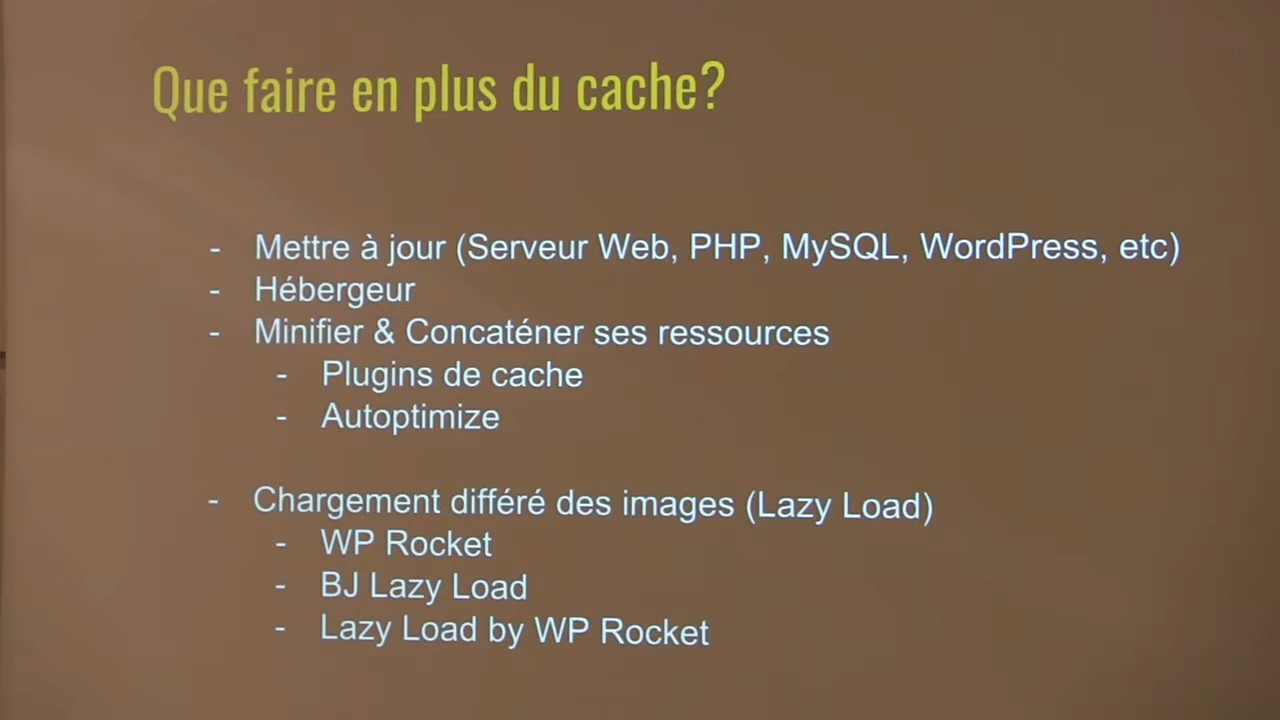 Que faire en plus du cache?
- Mettre à jour (Serveur Web, PHP, MySQL, WordPress, etc)
- Hébergeur
- Minifier & Concaténer ses ressources
- Plugins de cache
- Autoptimize
- Chargement différé des images (Lazy Load)
- WP Rocket
- BJ Lazy Load
- Lazy Load by WP Rocket